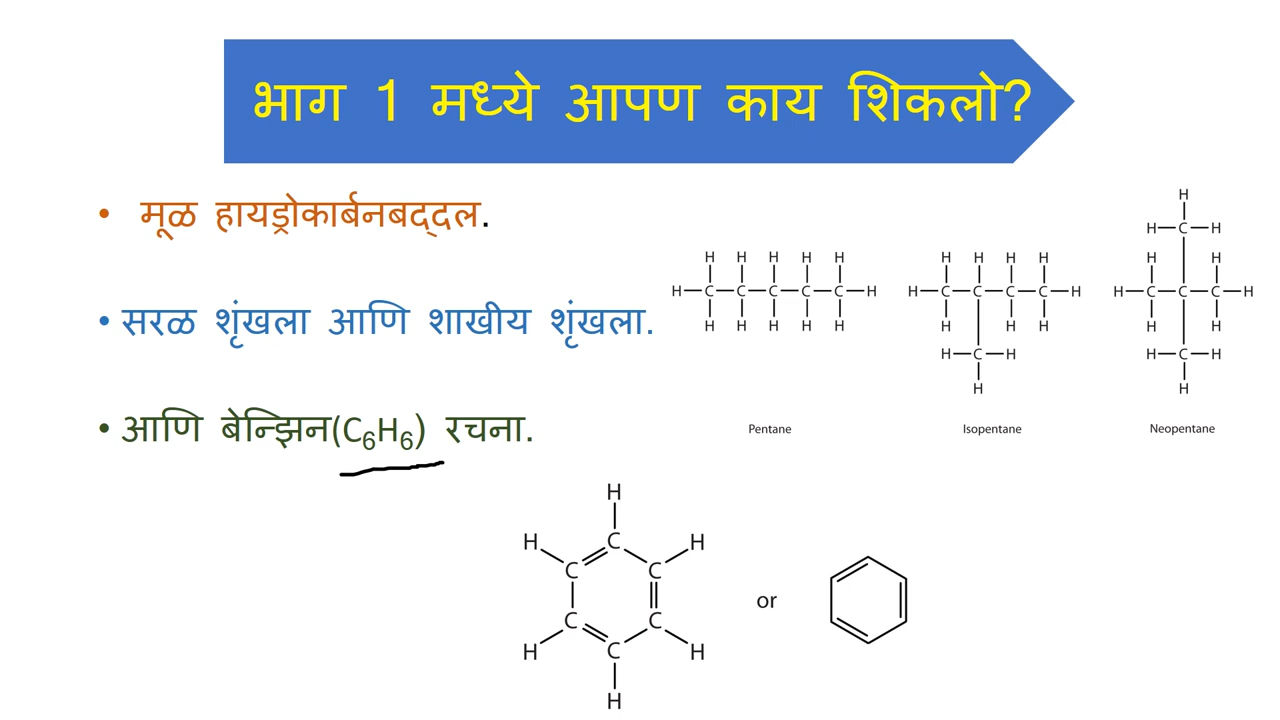 भाग 1 मध्ये आपण काय शिकलो?
• मूळ हायड्रोकार्बनबद्दल.
• सरळ शृंखला आणि शाखीय शृंखला.
• आणि बेन्झिन(C₆H₆) रचना.
H H H H H
H C C C C C H
H H H H H
Pentane
H H H H
H C C C C H
H H H
H C H
H
Isopentane
H
H C H
H H
H C C C H
H H
H C H
H
Neopentane
H
H C H
C C
C C
H C H
H
or